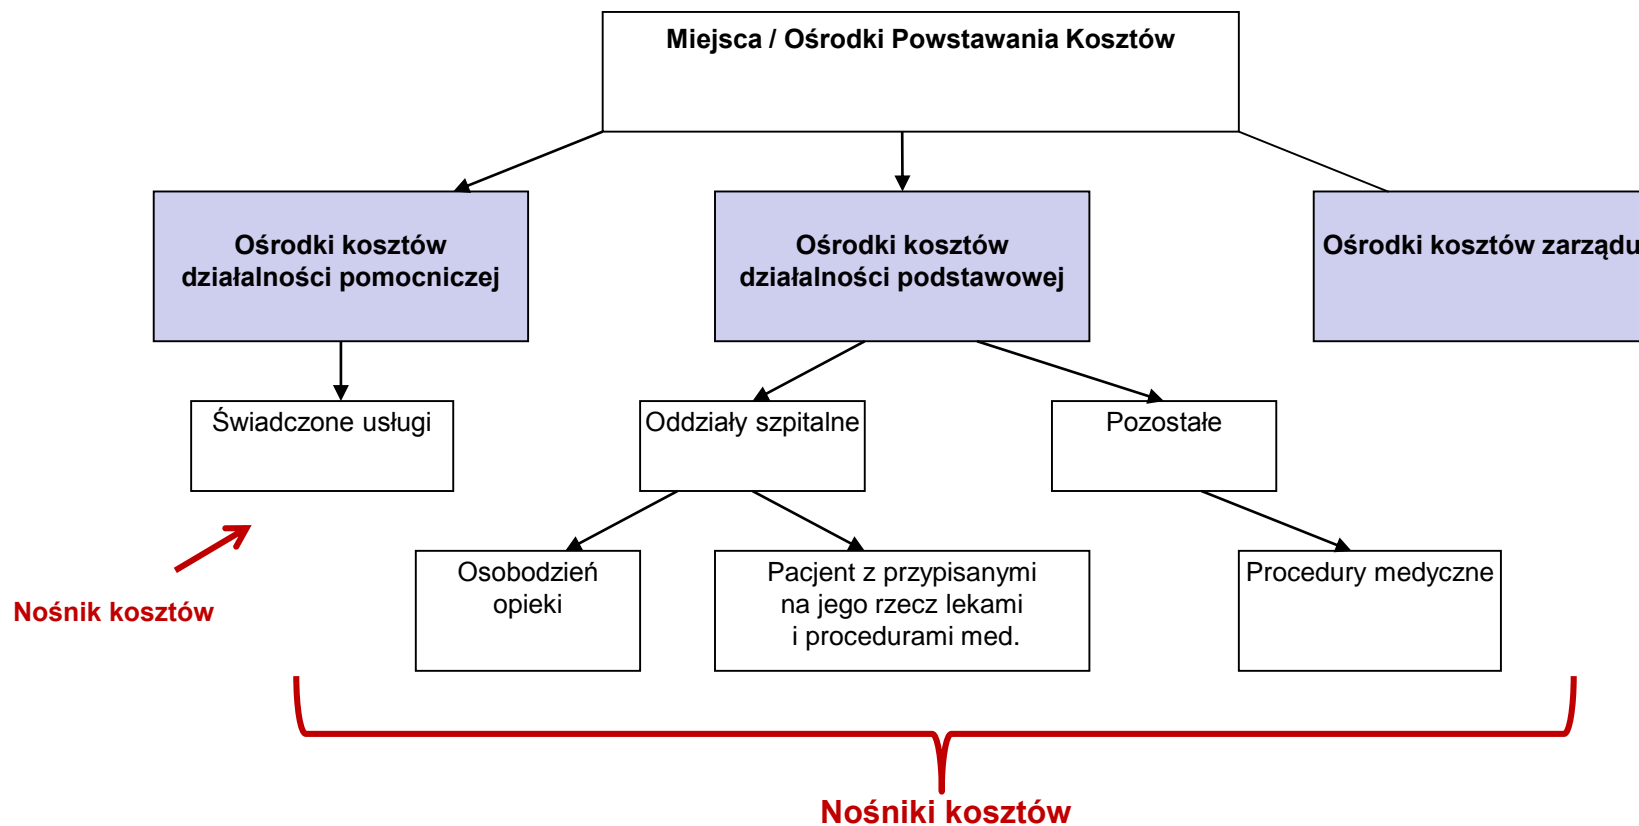 Miejsca / Ośrodki Powstawania Kosztów
Ośrodki kosztów
działalności pomocniczej
Ośrodki kosztów
działalności podstawowej
Ośrodki kosztów zarządu
Świadczone usługi
Oddziały szpitalne
Pozostałe
Nośnik kosztów
Osobodzień
opieki
Pacjent z przypisanymi
na jego rzecz lekami
i procedurami med.
Procedury medyczne
Nośniki kosztów